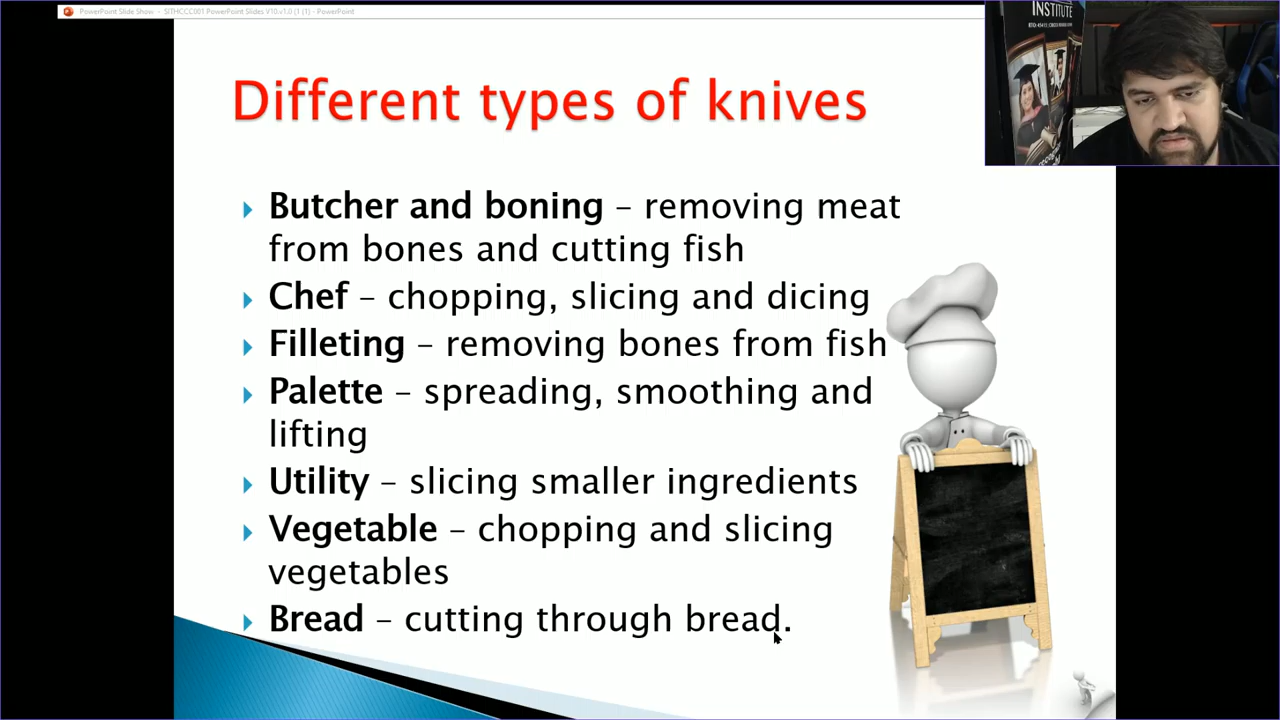 PowerPoint Slide Show - SITHCCC001 PowerPoint Slides V10.v1.0 (1 (1) - PowerPoint
INSTITUTE
Different types of knives
Butcher and boning – removing meat
from bones and cutting fish
Chef – chopping, slicing and dicing
Filleting – removing bones from fish
Palette – spreading, smoothing and
lifting
Utility – slicing smaller ingredients
Vegetable – chopping and slicing
vegetables
Bread – cutting through bread.